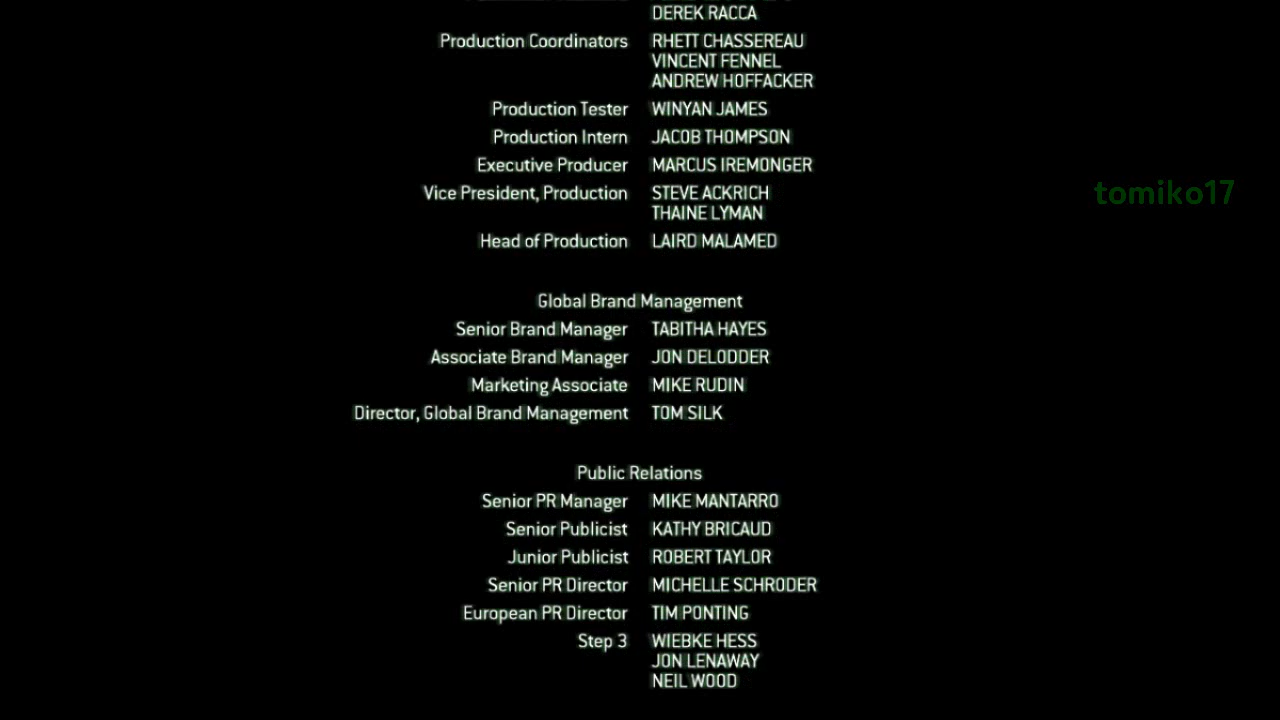 DEREK RACCA
Production Coordinators RHETT CHASSEREAU
VINCENT FENNEL
ANDREW HOFFACKER
Production Tester WINYAN JAMES
Production Intern JACOB THOMPSON
Executive Producer MARCUS IREMONGER
Vice President, Production STEVE ACKRICH
THAINE LYMAN
tomiko17
Head of Production LAIRD MALAMED
Global Brand Management
Senior Brand Manager TABITHA HAYES
Associate Brand Manager JON DELODDER
Marketing Associate MIKE RUDIN
Director, Global Brand Management TOM SILK
Public Relations
Senior PR Manager MIKE MANTARRO
Senior Publicist KATHY BRICAUD
Junior Publicist ROBERT TAYLOR
Senior PR Director MICHELLE SCHRODER
European PR Director TIM PONTING
Step 3 WIEBKE HESS
JON LENAWAY
NEIL WOOD